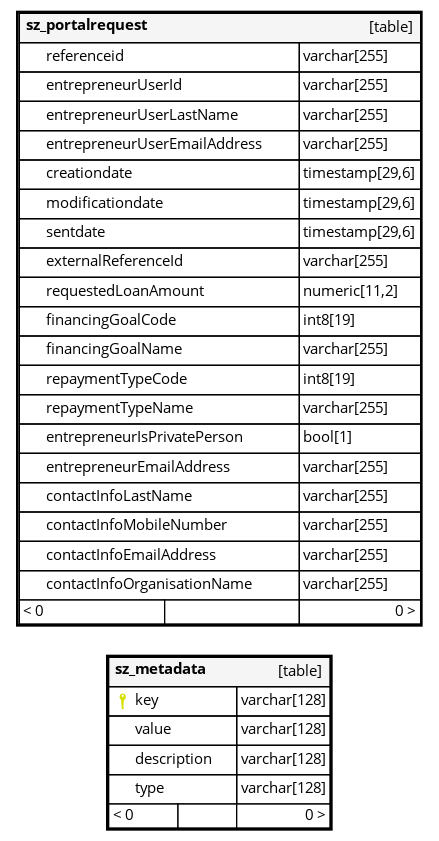 sz_portalrequest [table]
referenceid varchar[255]
entrepreneurUserId varchar[255]
entrepreneurUserLastName varchar[255]
entrepreneurUserEmailAddress varchar[255]
creationdate timestamp[29,6]
modificationdate timestamp[29,6]
sentdate timestamp[29,6]
externalReferenceId varchar[255]
requestedLoanAmount numeric[11,2]
financingGoalCode int8[19]
financingGoalName varchar[255]
repaymentTypeCode int8[19]
repaymentTypeName varchar[255]
entrepreneurIsPrivatePerson bool[1]
entrepreneurEmailAddress varchar[255]
contactInfoLastName varchar[255]
contactInfoMobileNumber varchar[255]
contactInfoEmailAddress varchar[255]
contactInfoOrganisationName varchar[255]
< 0 0 >
sz_metadata [table]
key varchar[128]
value varchar[128]
description varchar[128]
type varchar[128]
< 0 0 >